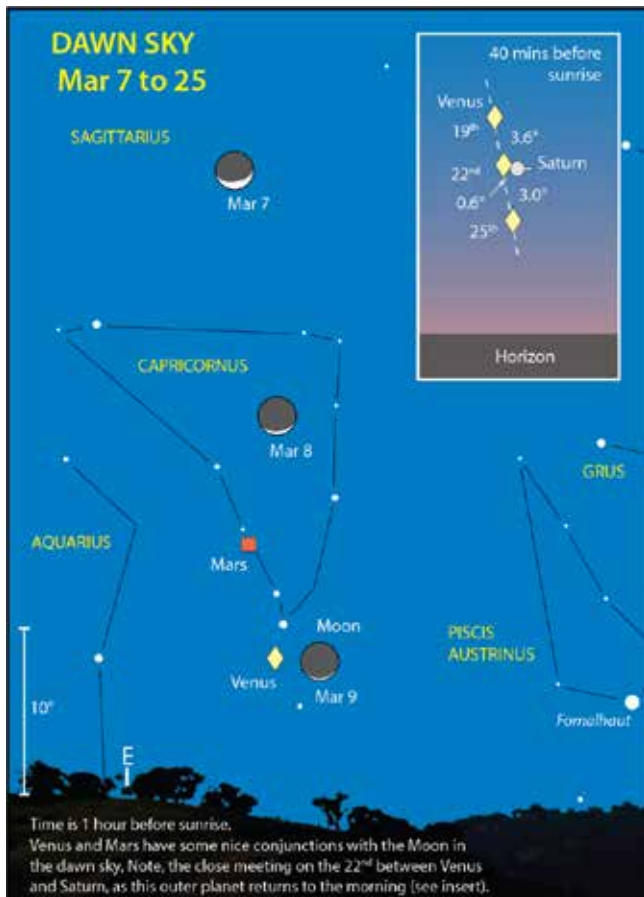 DAWN SKY
Mar 7 to 25
40 mins before
sunrise
Venus
19th
3.6°
Saturn
22nd
0.6°
3.0°
25th
Horizon
SAGITTARIUS
Mar 7
CAPRICORNUS
Mar 8
GRUS
AQUARIUS
Mars
Moon
PISCIS
AUSTRINUS
Venus
Mar 9
10°
Fomalhaut
E
Time is 1 hour before sunrise.
Venus and Mars have some nice conjunctions with the Moon in
the dawn sky. Note, the close meeting on the 22nd between Venus
and Saturn, as this outer planet returns to the morning (see insert).